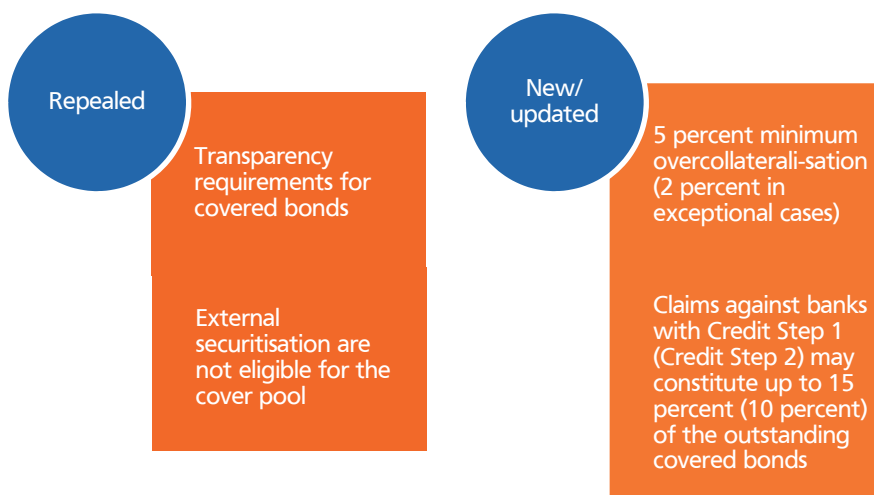 Repealed
Transparency
requirements for
covered bonds
External
securitisation are
not eligible for the
cover pool
New/
updated
5 percent minimum
overcollaterali-sation
(2 percent in
exceptional cases)
Claims against banks
with Credit Step 1
(Credit Step 2) may
constitute up to 15
percent (10 percent)
of the outstanding
covered bonds